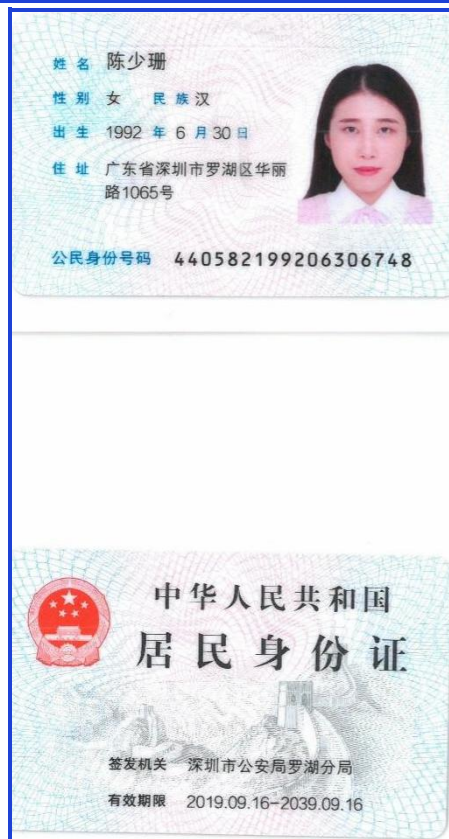 姓名 陈少珊
性别 女 民族 汉
出生 1992 年 6 月 30 日
住址 广东省深圳市罗湖区华丽
路1065号
公民身份号码 440582199206306748
中华人民共和国
居民身份证
签发机关 深圳市公安局罗湖分局
有效期限 2019.09.16-2039.09.16